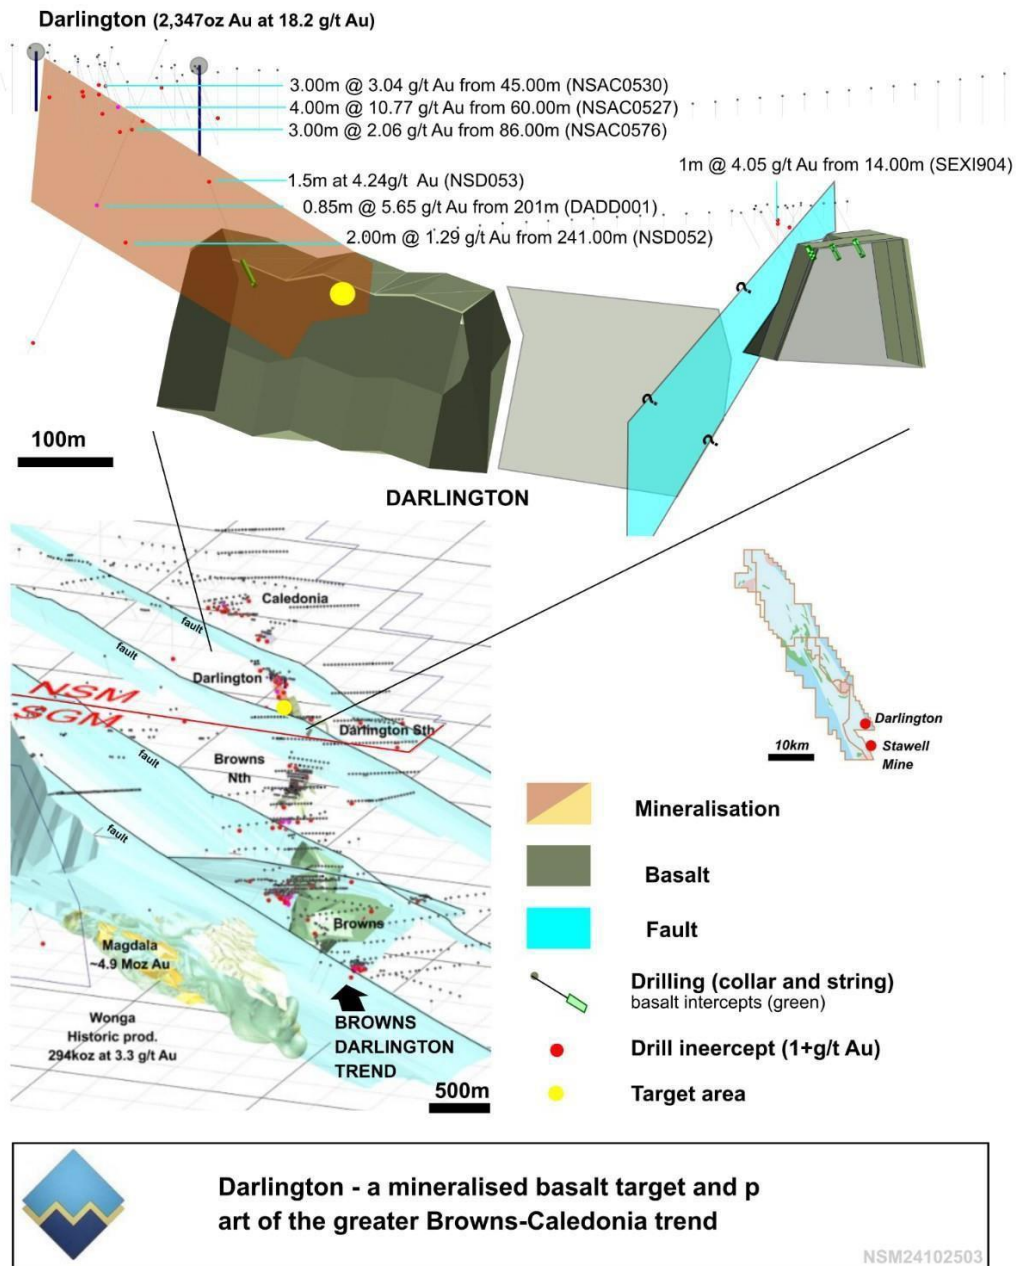 Darlington (2,347oz Au at 18.2 g/t Au)
3.00m @ 3.04 g/t Au from 45.00m (NSAC0530)
4.00m @ 10.77 g/t Au from 60.00m (NSAC0527)
3.00m @ 2.06 g/t Au from 86.00m (NSAC0576)
1m @ 4.05 g/t Au from 14.00m (SEXI904)
1.5m at 4.24g/t Au (NSD053)
0.85m @ 5.65 g/t Au from 201m (DADD001)
2.00m @ 1.29 g/t Au from 241.00m (NSD052)
?
?
?
100m
DARLINGTON
Caledonia
fault
fault
Darlington
NSM
SGM
Darlington Sth
Browns
Nth
fault
fault
Browns
Magdala
~4.9 Moz Au
Wonga
Historic prod.
294koz at 3.3 g/t Au
BROWNS
DARLINGTON
TREND
500m
Darlington
10km
Stawell
Mine
Mineralisation
Basalt
Fault
Drilling (collar and string)
basalt intercepts (green)
Drill ineercept (1+g/t Au)
Target area
Darlington - a mineralised basalt target and p
art of the greater Browns-Caledonia trend
NSM24102503